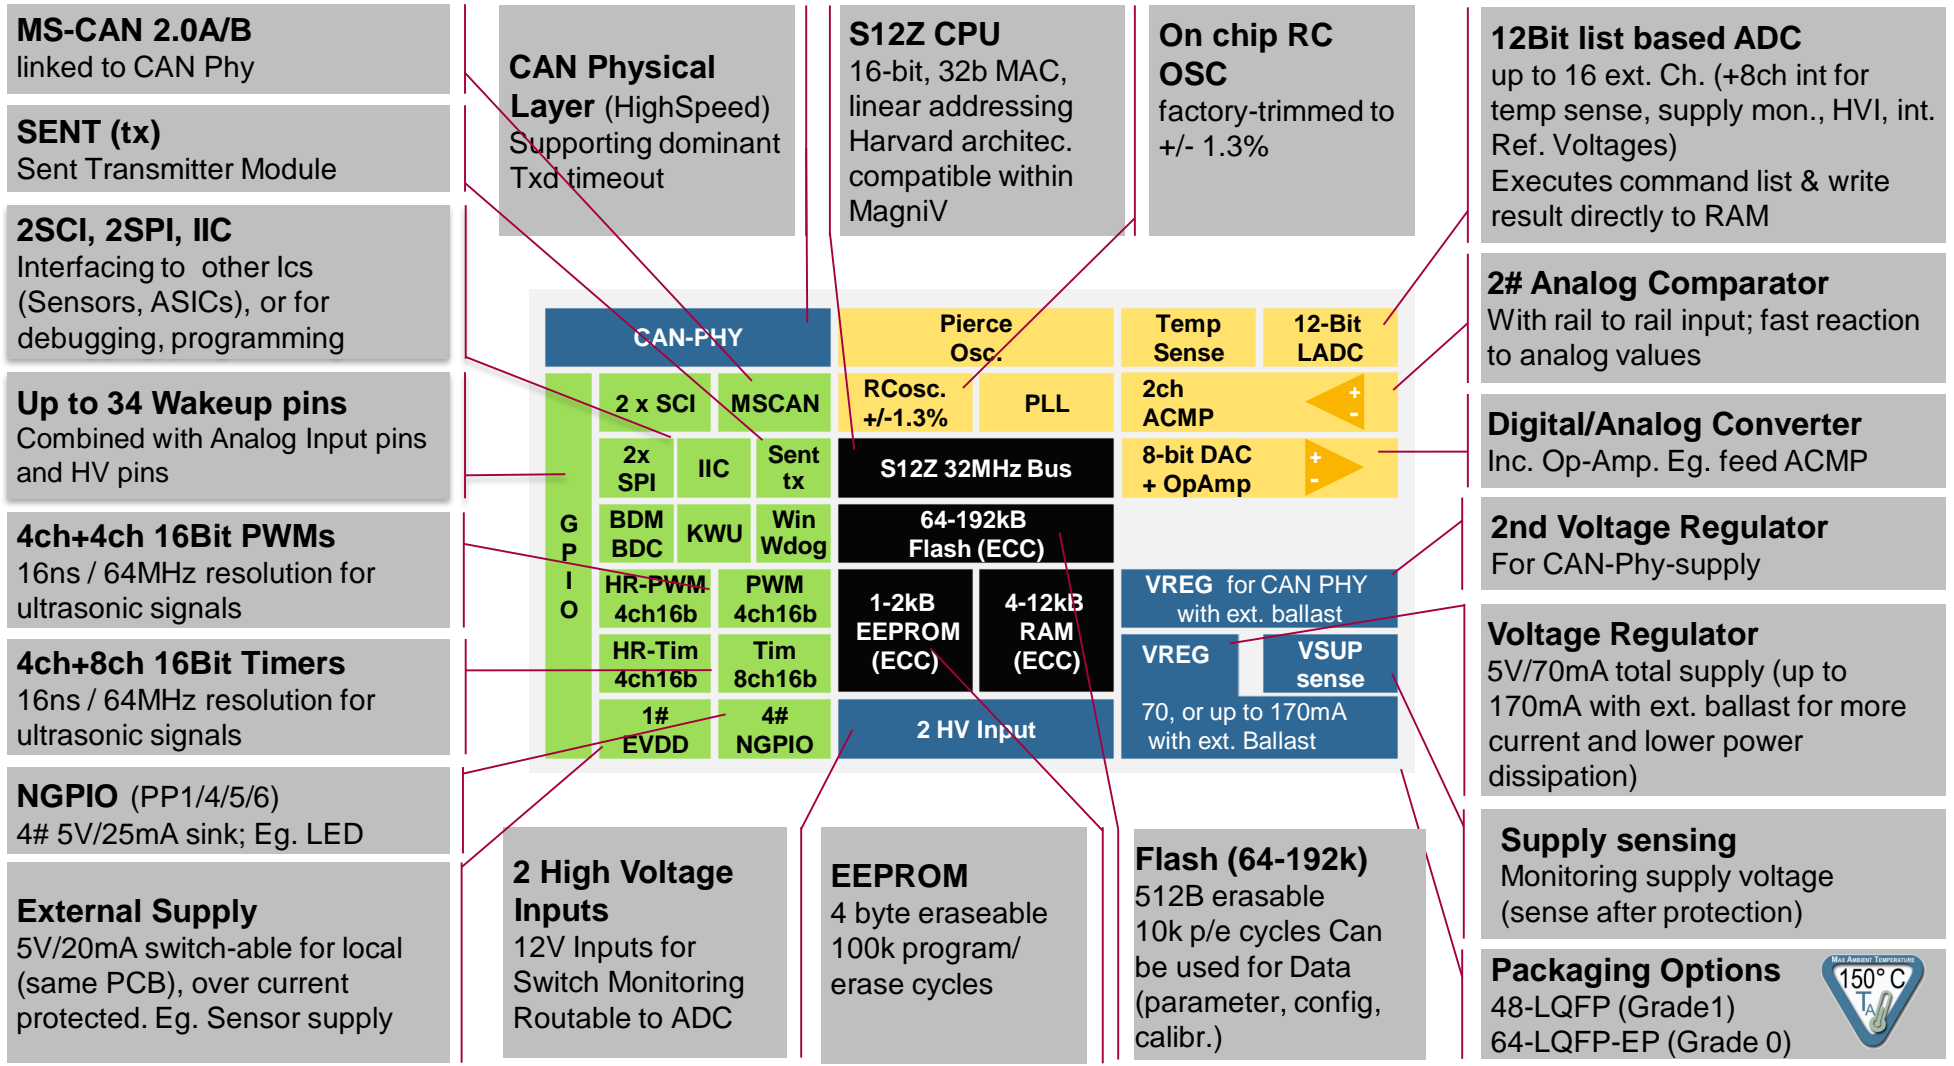 MS-CAN 2.0A/B
linked to CAN Phy
SENT (tx)
Sent Transmitter Module
2SCI, 2SPI, IIC
Interfacing to other Ics
(Sensors, ASICs), or for
debugging, programming
Up to 34 Wakeup pins
Combined with Analog Input pins
and HV pins
4ch+4ch 16Bit PWMs
16ns / 64MHz resolution for
ultrasonic signals
4ch+8ch 16Bit Timers
16ns / 64MHz resolution for
ultrasonic signals
NGPIO (PP1/4/5/6)
4# 5V/25mA sink; Eg. LED
External Supply
5V/20mA switch-able for local
(same PCB), over current
protected. Eg. Sensor supply
CAN Physical
Layer (HighSpeed)
Supporting dominant
Txd timeout
S12Z CPU
16-bit, 32b MAC,
linear addressing
Harvard architec.
compatible within
MagniV
On chip RC
OSC
factory-trimmed to
+/- 1.3%
CAN-PHY
Pierce
Osc.
Temp
Sense
12-Bit
LADC
GPIO
2 x SCI
MSCAN
RCosc.
+/-1.3%
PLL
2ch
ACMP
+
-
2x
SPI
IIC
Sent
tx
S12Z 32MHz Bus
8-bit DAC
+ OpAmp
+
-
BDM
BDC
KWU
Win
Wdog
64-192kB
Flash (ECC)
HR-PWM
4ch16b
PWM
4ch16b
1-2kB
EEPROM
(ECC)
4-12kB
RAM
(ECC)
VREG for CAN PHY
with ext. ballast
HR-Tim
4ch16b
Tim
8ch16b
VREG
VSUP
sense
1#
EVDD
4#
NGPIO
2 HV Input
70, or up to 170mA
with ext. Ballast
2 High Voltage
Inputs
12V Inputs for
Switch Monitoring
Routable to ADC
EEPROM
4 byte eraseable
100k program/
erase cycles
Flash (64-192k)
512B erasable
10k p/e cycles Can
be used for Data
(parameter, config,
calibr.)
12Bit list based ADC
up to 16 ext. Ch. (+8ch int for
temp sense, supply mon., HVI, int.
Ref. Voltages)
Executes command list & write
result directly to RAM
2# Analog Comparator
With rail to rail input; fast reaction
to analog values
Digital/Analog Converter
Inc. Op-Amp. Eg. feed ACMP
2nd Voltage Regulator
For CAN-Phy-supply
Voltage Regulator
5V/70mA total supply (up to
170mA with ext. ballast for more
current and lower power
dissipation)
Supply sensing
Monitoring supply voltage
(sense after protection)
Packaging Options
48-LQFP (Grade1)
64-LQFP-EP (Grade 0)
MAX AMBIENT TEMPERATURE
150° C
TA